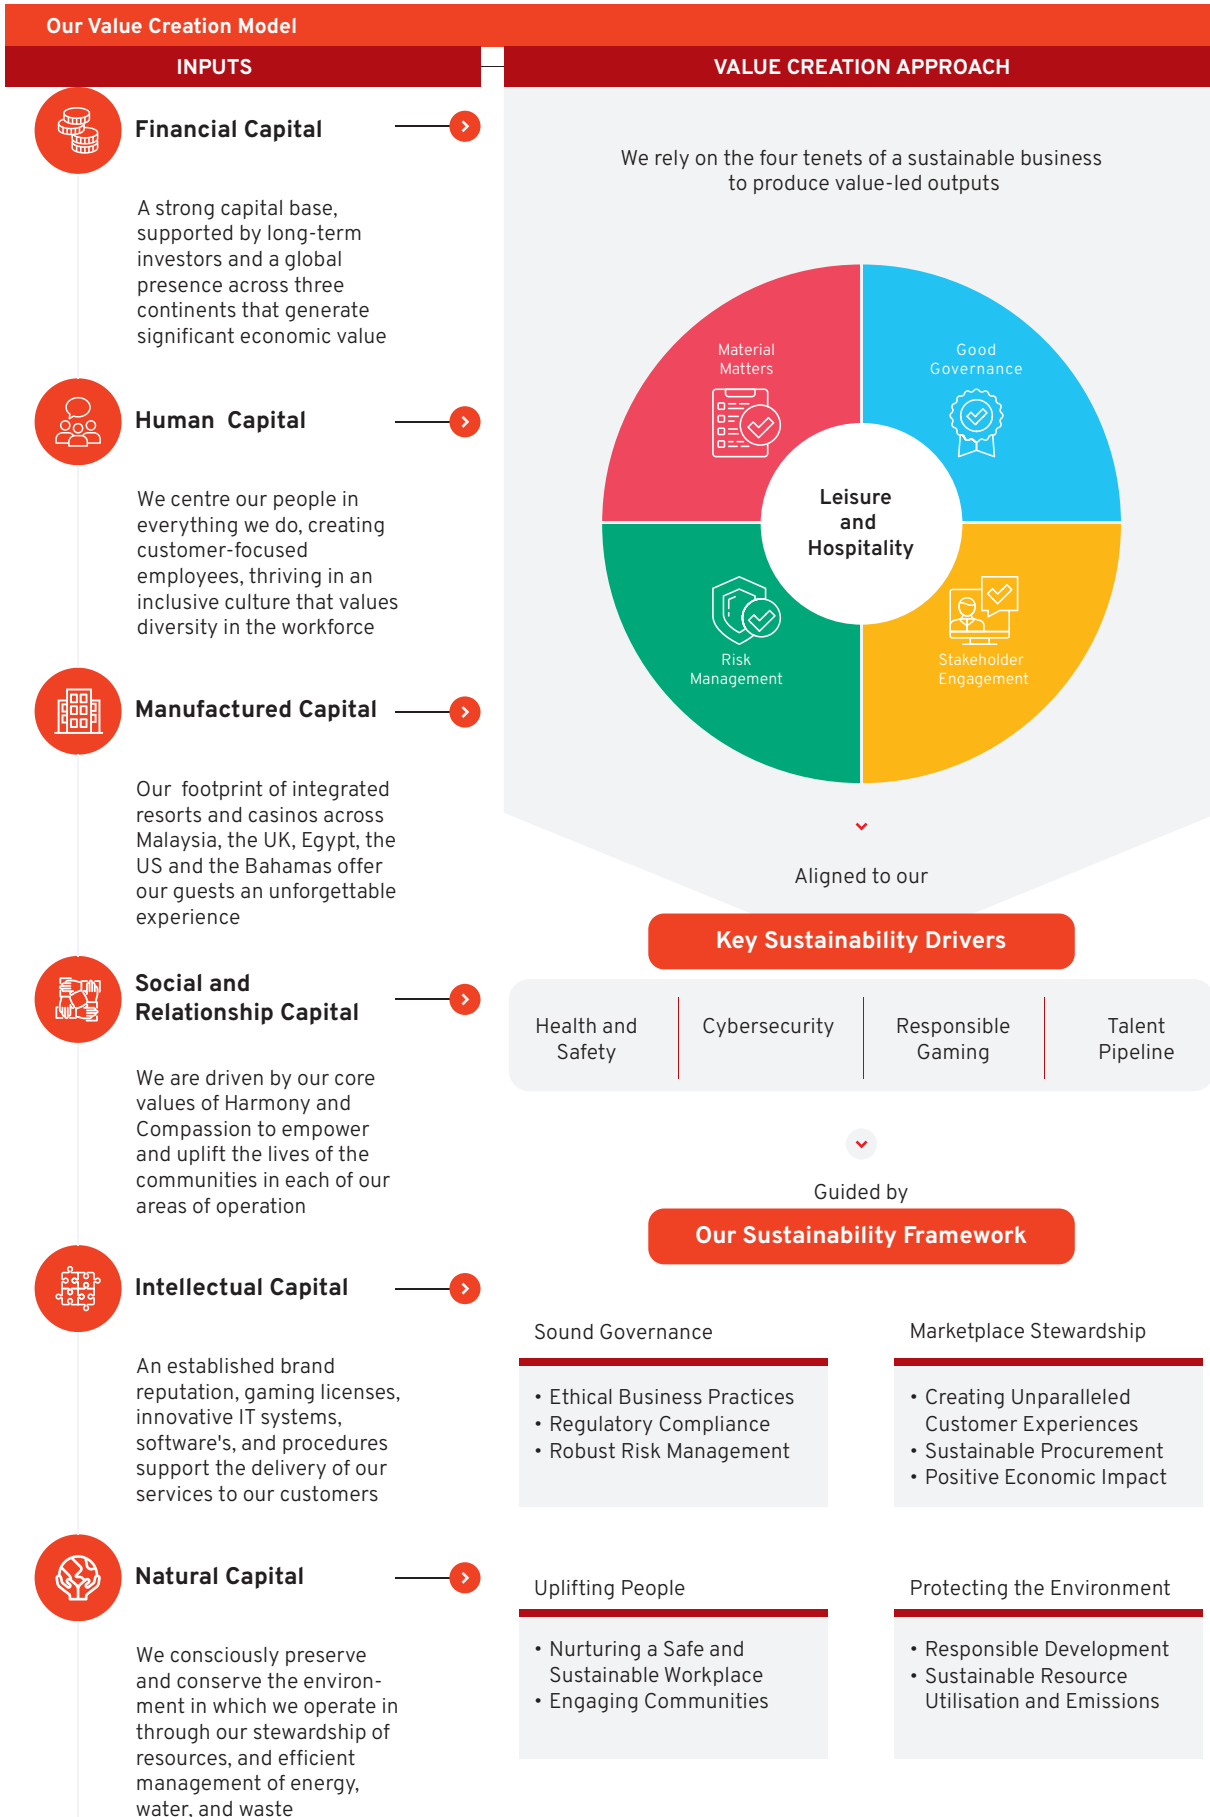 Our Value Creation Model
INPUTS
Financial Capital
A strong capital base,
supported by long-term
investors and a global
presence across three
continents that generate
significant economic value
Human Capital
We centre our people in
everything we do, creating
customer-focused
employees, thriving in an
inclusive culture that values
diversity in the workforce
Manufactured Capital
Our footprint of integrated
resorts and casinos across
Malaysia, the UK, Egypt, the
US and the Bahamas offer
our guests an unforgettable
experience
Social and
Relationship Capital
We are driven by our core
values of Harmony and
Compassion to empower
and uplift the lives of the
communities in each of our
areas of operation
Intellectual Capital
An established brand
reputation, gaming licenses,
innovative IT systems,
software's, and procedures
support the delivery of our
services to our customers
Natural Capital
We consciously preserve
and conserve the environ-
ment in which we operate in
through our stewardship of
resources, and efficient
management of energy,
water, and waste
VALUE CREATION APPROACH
We rely on the four tenets of a sustainable business
to produce value-led outputs
Material
Matters
Good
Governance
Leisure
and
Hospitality
Risk
Management
Stakeholder
Engagement
Aligned to our
Key Sustainability Drivers
Health and
Safety
Cybersecurity
Responsible
Gaming
Talent
Pipeline
Guided by
Our Sustainability Framework
Sound Governance
• Ethical Business Practices
• Regulatory Compliance
• Robust Risk Management
Marketplace Stewardship
• Creating Unparalleled
Customer Experiences
• Sustainable Procurement
• Positive Economic Impact
Uplifting People
• Nurturing a Safe and
Sustainable Workplace
• Engaging Communities
Protecting the Environment
• Responsible Development
• Sustainable Resource
Utilisation and Emissions